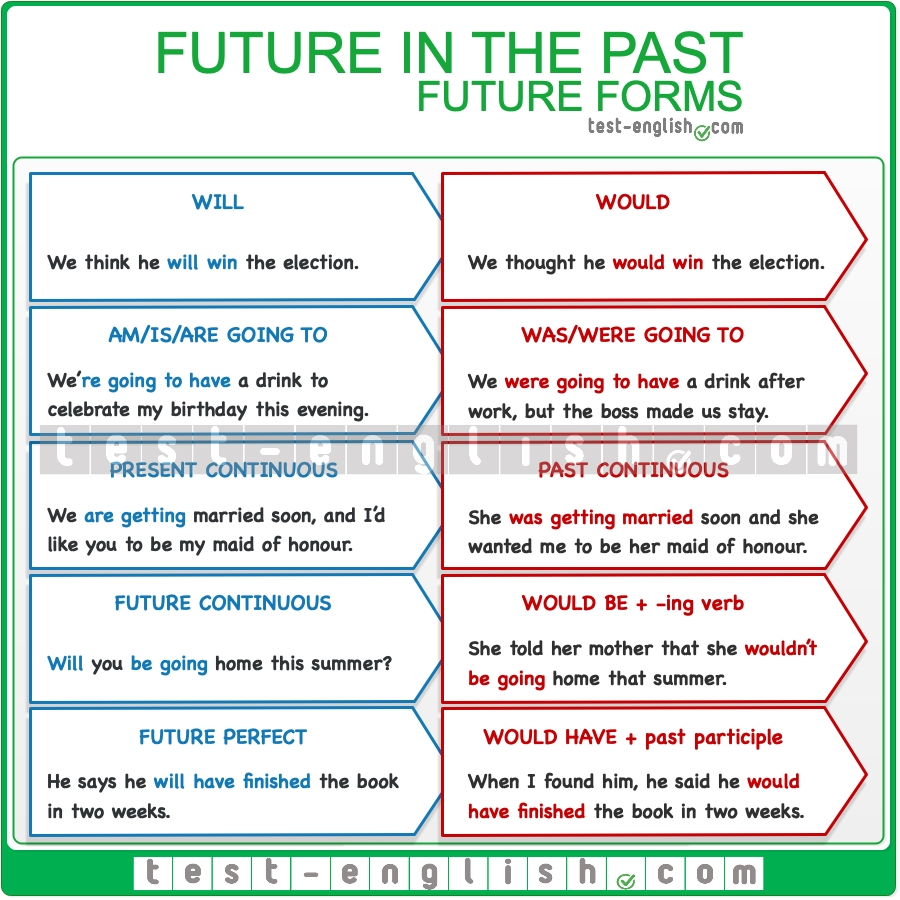 FUTURE IN THE PAST
FUTURE FORMS
test-english.com
WILL
We think he will win the election.
WOULD
We thought he would win the election.
AM/IS/ARE GOING TO
We're going to have a drink to
celebrate my birthday this evening.
WAS/WERE GOING TO
We were going to have a drink after
work, but the boss made us stay.
test-english.com
PRESENT CONTINUOUS
We are getting married soon, and I'd
like you to be my maid of honour.
PAST CONTINUOUS
She was getting married soon and she
wanted me to be her maid of honour.
FUTURE CONTINUOUS
Will you be going home this summer?
WOULD BE + -ing verb
She told her mother that she wouldn't
be going home that summer.
FUTURE PERFECT
He says he will have finished the book
in two weeks.
WOULD HAVE + past participle
When I found him, he said he would
have finished the book in two weeks.
test-english.com